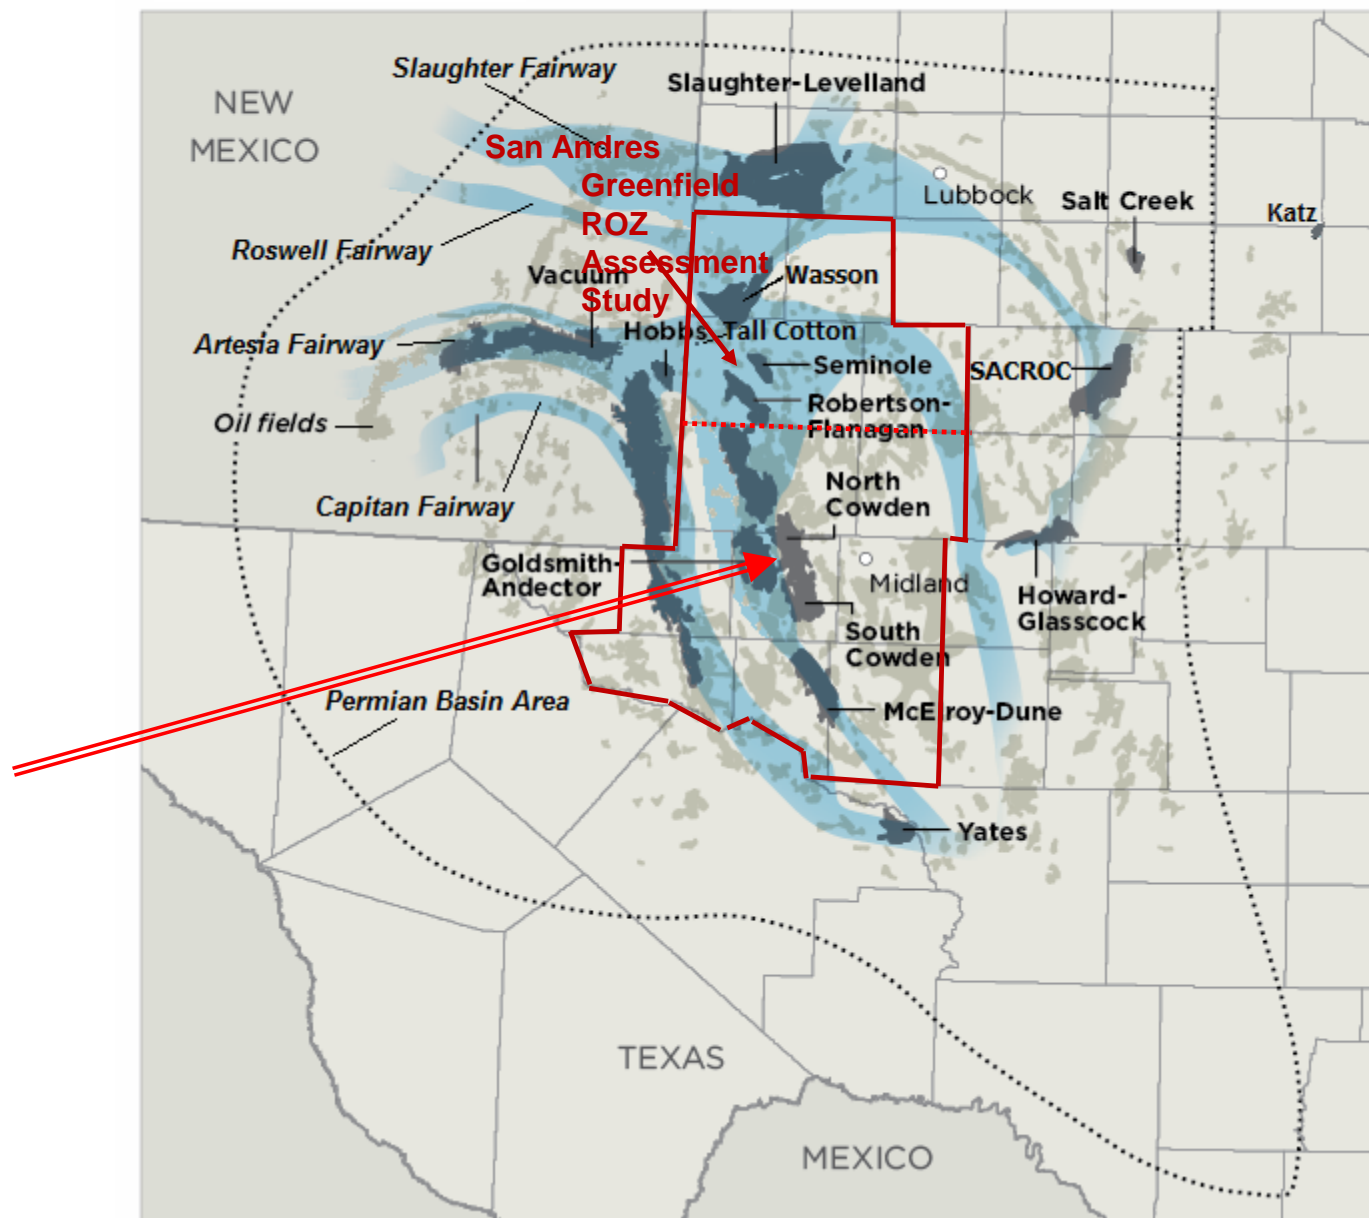 Slaughter Fairway
Slaughter-Levelland
NEW
MEXICO
San Andres
Greenfield
ROZ
Assessment
Study
Lubbock
Salt Creek
Katz
Roswell Fairway
Vacuum
Wasson
Artesia Fairway
Hobbs
Tall Cotton
Seminole
SACROC
Robertson-
Flanagan
Oil fields
North
Cowden
Capitan Fairway
Goldsmith-
Andector
Midland
Howard-
Glasscock
South
Cowden
Permian Basin Area
McElroy-Dune
Yates
TEXAS
MEXICO